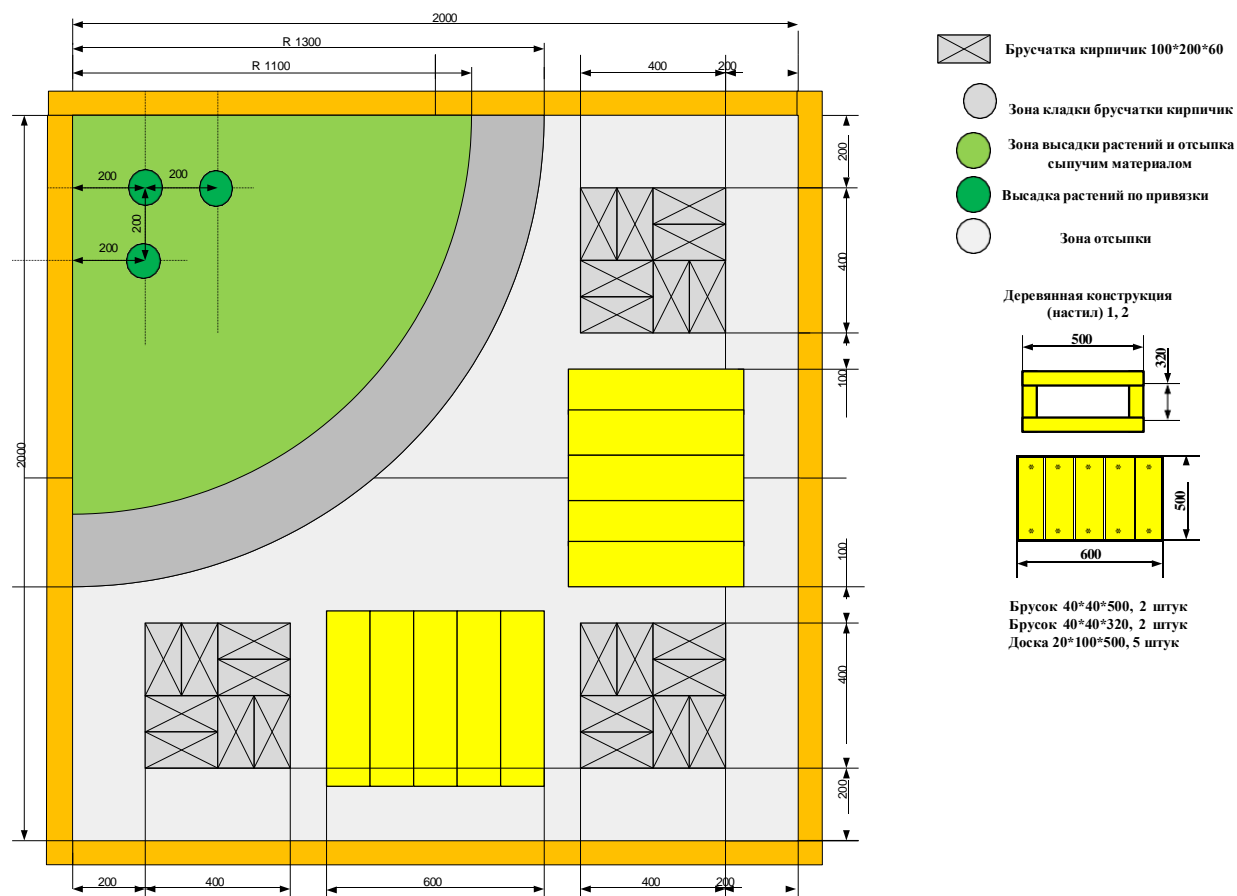 2000
R 1300
R 1100
400
200
Брусчатка кирпичик 100*200*60
Зона кладки брусчатки кирпичик
Зона высадки растений и отсыпка
сыпучим материалом
Высадка растений по привязки
Зона отсыпки
200
200
200
200
200
400
100
2000
100
400
200
200
400
600
400
200
Деревянная конструкция
(настил) 1, 2
500
320
500
600
Брусок 40*40*500, 2 штук
Брусок 40*40*320, 2 штук
Доска 20*100*500, 5 штук